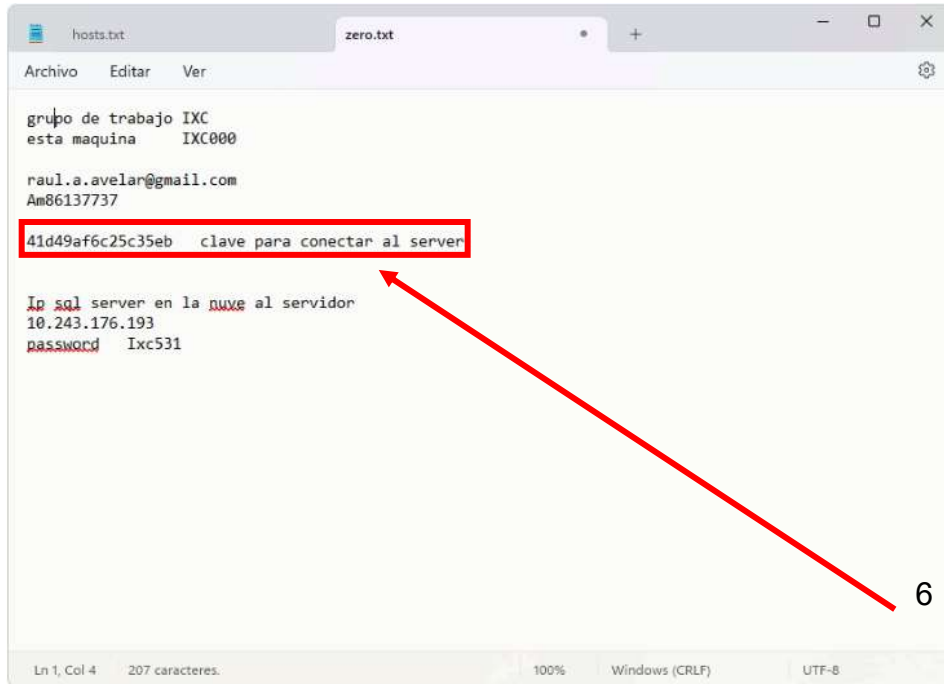 hosts.txt
zero.txt
Archivo Editar Ver
grupo de trabajo IXC
esta maquina IXC000
raul.a.avelar@gmail.com
Am86137737
41d49af6c25c35eb clave para conectar al server
Ip sql server en la nuve al servidor
10.243.176.193
password Ixc531
6
Ln 1, Col 4 207 caracteres. 100% Windows (CRLF) UTF-8